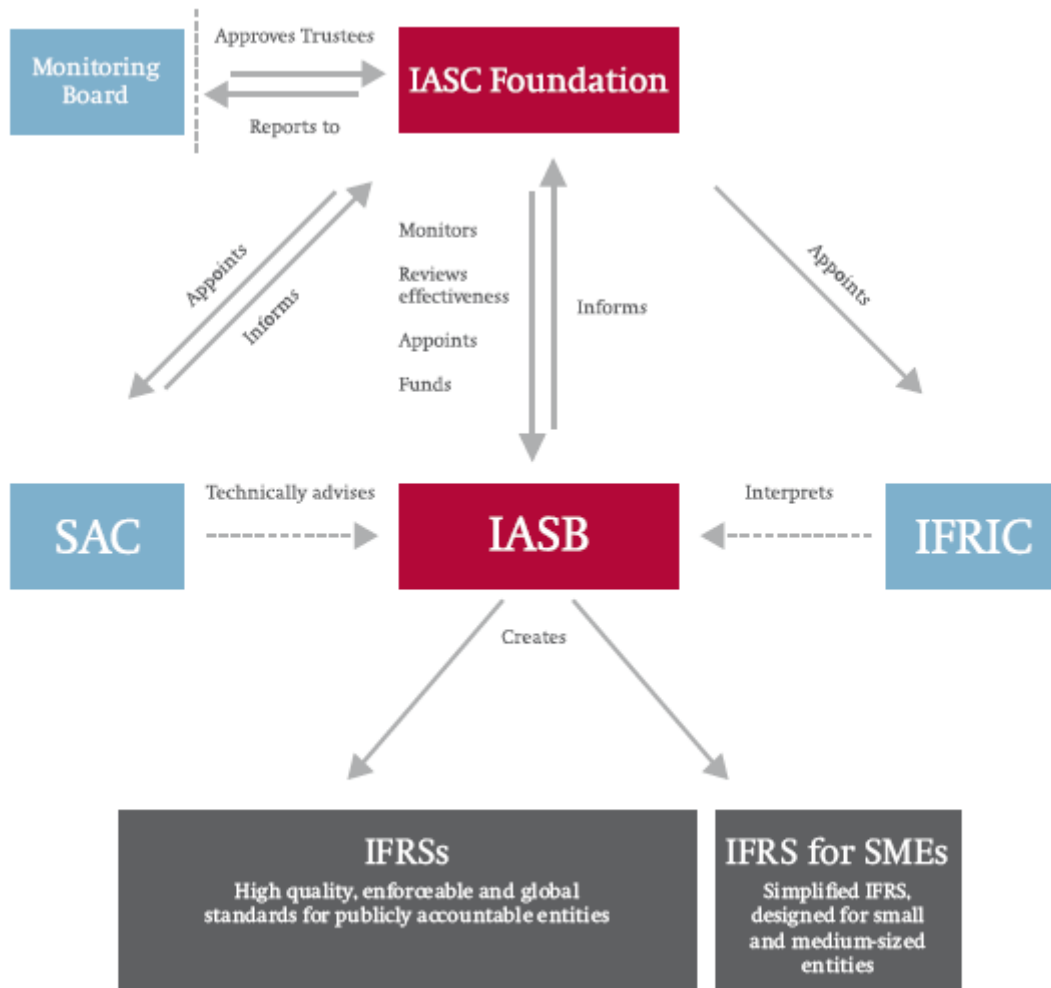 Approves Trustees
Monitoring
Board
IASC Foundation
Reports to
Appoints
Informs
Monitors
Reviews
effectiveness
Appoints
Funds
Informs
Appoints
Technically advises
Interprets
SAC
IASB
IFRIC
Creates
IFRSs
High quality, enforceable and global
standards for publicly accountable entities
IFRS for SMEs
Simplified IFRS,
designed for small
and medium-sized
entities